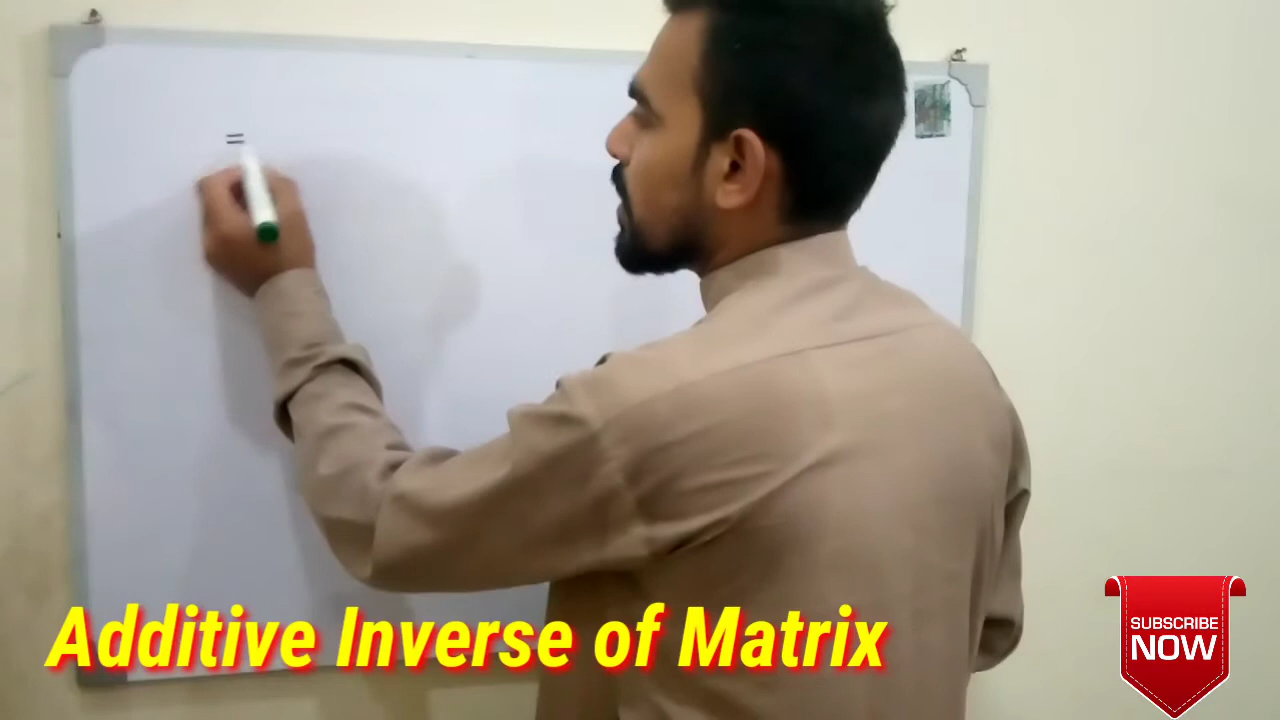 =
Additive Inverse of Matrix
SUBSCRIBE
NOW